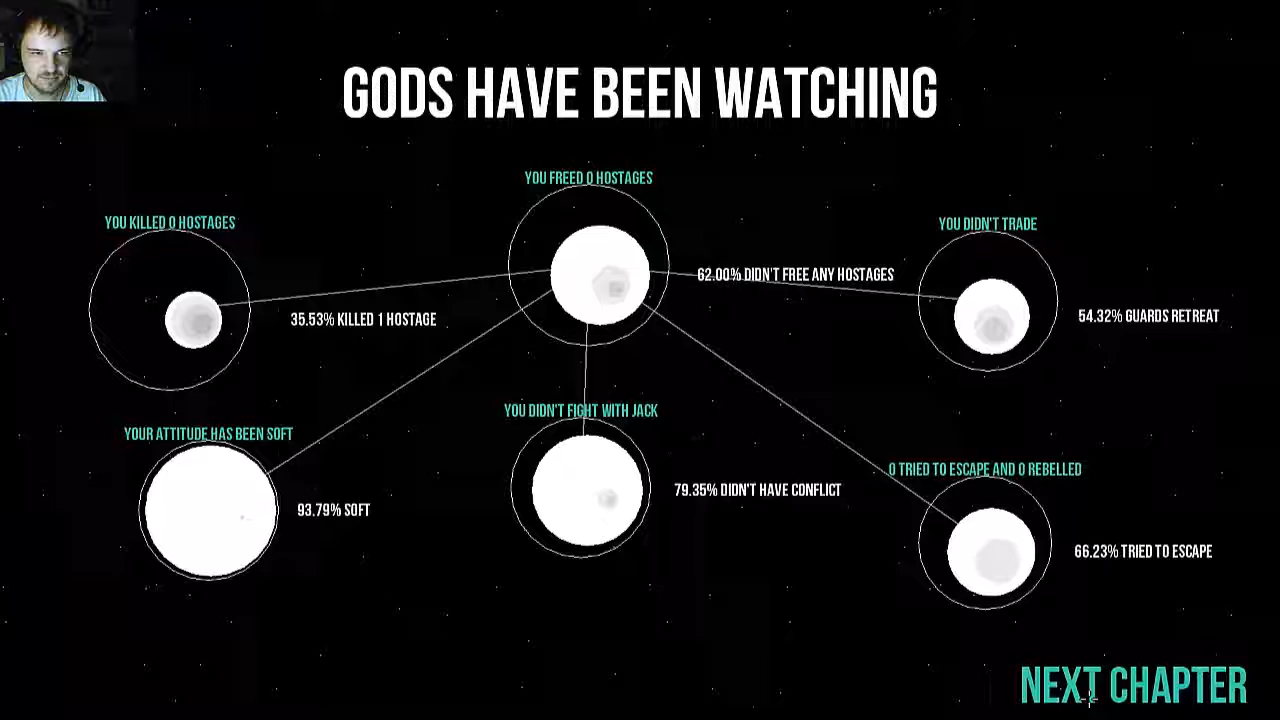 GODS HAVE BEEN WATCHING
YOU FREED 0 HOSTAGES
YOU KILLED 0 HOSTAGES
YOU DIDN'T TRADE
62.00% DIDN'T FREE ANY HOSTAGES
35.53% KILLED 1 HOSTAGE
54.32% GUARDS RETREAT
YOU DIDN'T FIGHT WITH JACK
YOUR ATTITUDE HAS BEEN SOFT
0 TRIED TO ESCAPE AND 0 REBELLED
79.35% DIDN'T HAVE CONFLICT
93.79% SOFT
66.23% TRIED TO ESCAPE
NEXT CHAPTER